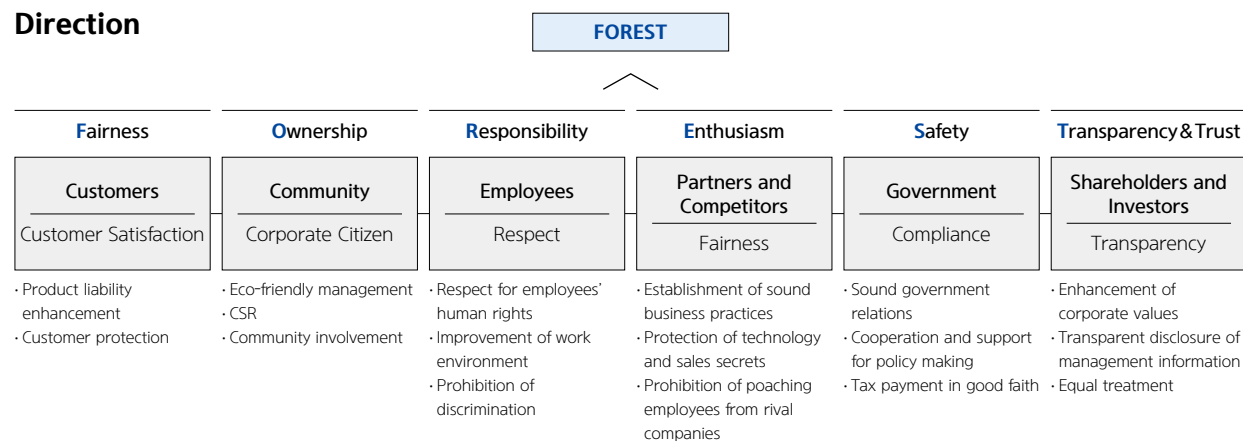 Direction
FOREST
Fairness
Customers
Customer Satisfaction
· Product liability
enhancement
· Customer protection
Ownership
Community
Corporate Citizen
· Eco-friendly management
· CSR
· Community involvement
Responsibility
Employees
Respect
· Respect for employees’
human rights
· Improvement of work
environment
· Prohibition of
discrimination
Enthusiasm
Partners and
Competitors
Fairness
· Establishment of sound
business practices
· Protection of technology
and sales secrets
· Prohibition of poaching
employees from rival
companies
Safety
Government
Compliance
· Sound government
relations
· Cooperation and support
for policy making
· Tax payment in good faith
Transparency & Trust
Shareholders and
Investors
Transparency
· Enhancement of
corporate values
· Transparent disclosure of
management information
· Equal treatment